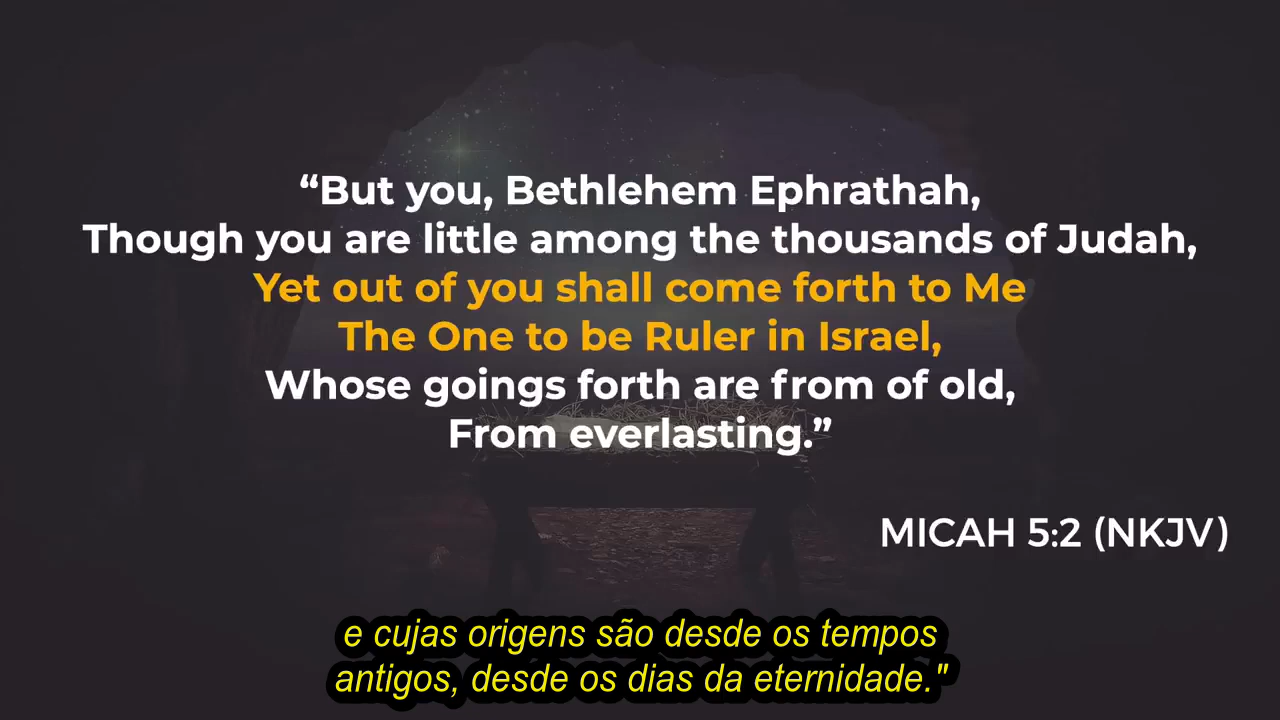 “But you, Bethlehem Ephrathah,
Though you are little among the thousands of Judah,
Yet out of you shall come forth to Me
The One to be Ruler in Israel,
Whose goings forth are from of old,
From everlasting.”
MICAH 5:2 (NKJV)
e cujas origens são desde os tempos
antigos, desde os dias da eternidade."